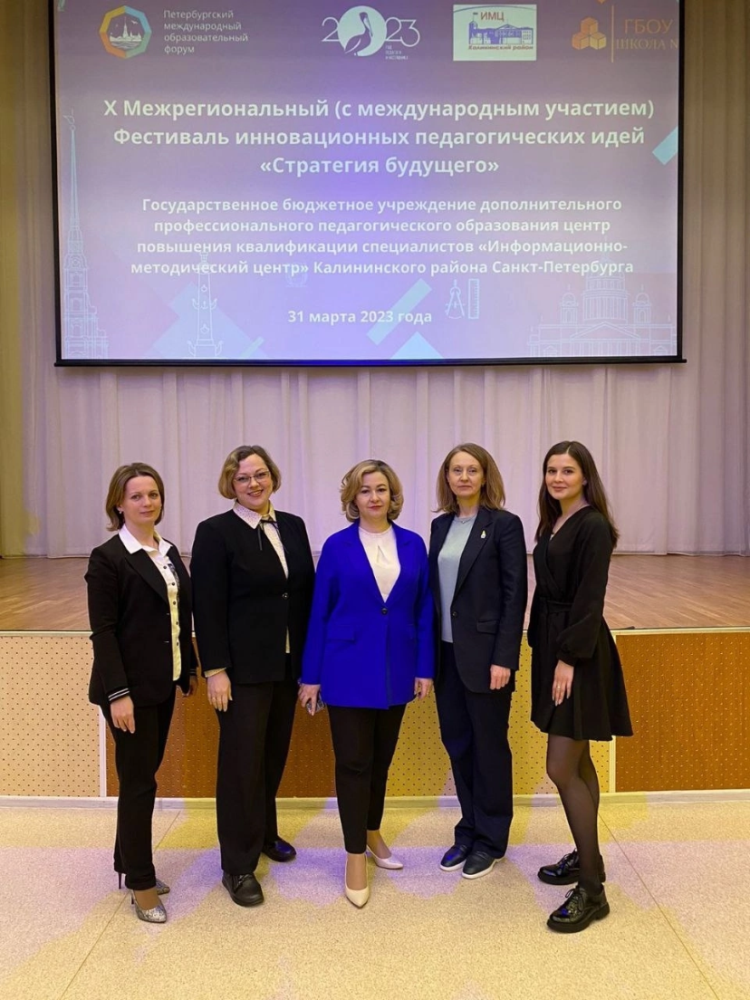 Петербургский
международный
образовательный
форум
2023
ИМЦ
Калининский район
ГБОУ
ШКОЛА №
X Межрегиональный (с международным участием)
Фестиваль инновационных педагогических идей
«Стратегия будущего»
Государственное бюджетное учреждение дополнительного
профессионального педагогического образования центр
повышения квалификации специалистов «Информационно-
методический центр» Калининского района Санкт-Петербурга
31 марта 2023 года